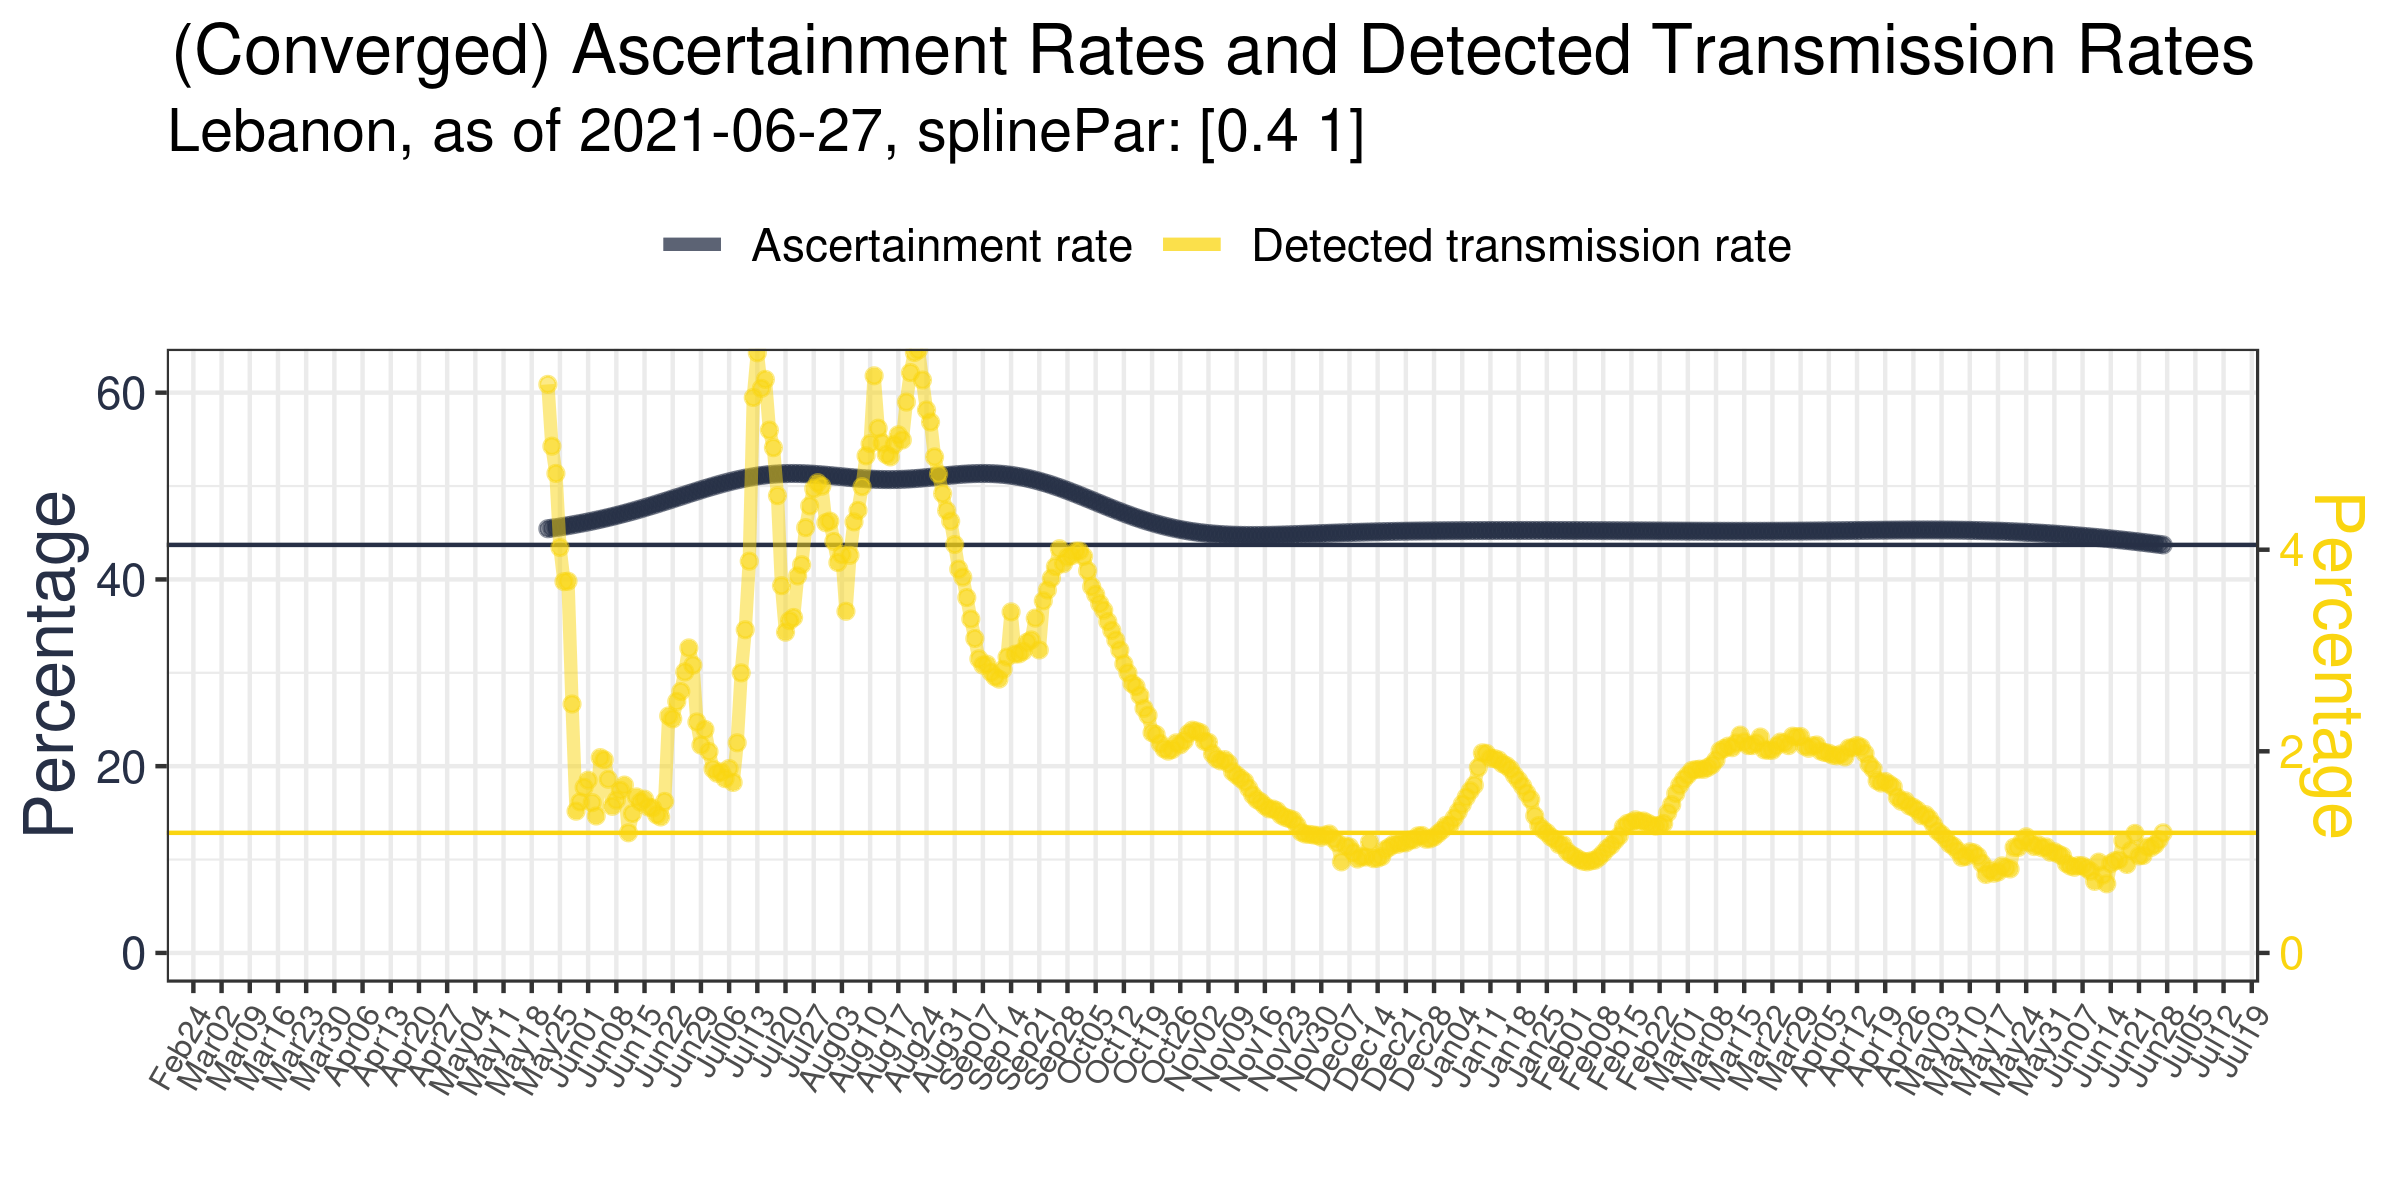 (Converged) Ascertainment Rates and Detected Transmission Rates
Lebanon, as of 2021-06-27, splinePar: [0.4 1]
Ascertainment rate
Detected transmission rate
Percentage
60
40
20
0
4
2
0
Percentage
Feb24
Mar02
Mar09
Mar16
Mar23
Mar30
Apr06
Apr13
Apr20
Apr27
May04
May11
May18
May25
Jun01
Jun08
Jun15
Jun22
Jun29
Jul06
Jul13
Jul20
Jul27
Aug03
Aug10
Aug17
Aug24
Aug31
Sep07
Sep14
Sep21
Sep28
Oct05
Oct12
Oct19
Oct26
Nov02
Nov09
Nov16
Nov23
Nov30
Dec07
Dec14
Dec21
Dec28
Jan04
Jan11
Jan18
Jan25
Feb01
Feb08
Feb15
Feb22
Mar01
Mar08
Mar15
Mar22
Mar29
Apr05
Apr12
Apr19
Apr26
May03
May10
May17
May24
May31
Jun07
Jun14
Jun21
Jun28
Jul05
Jul12
Jul19